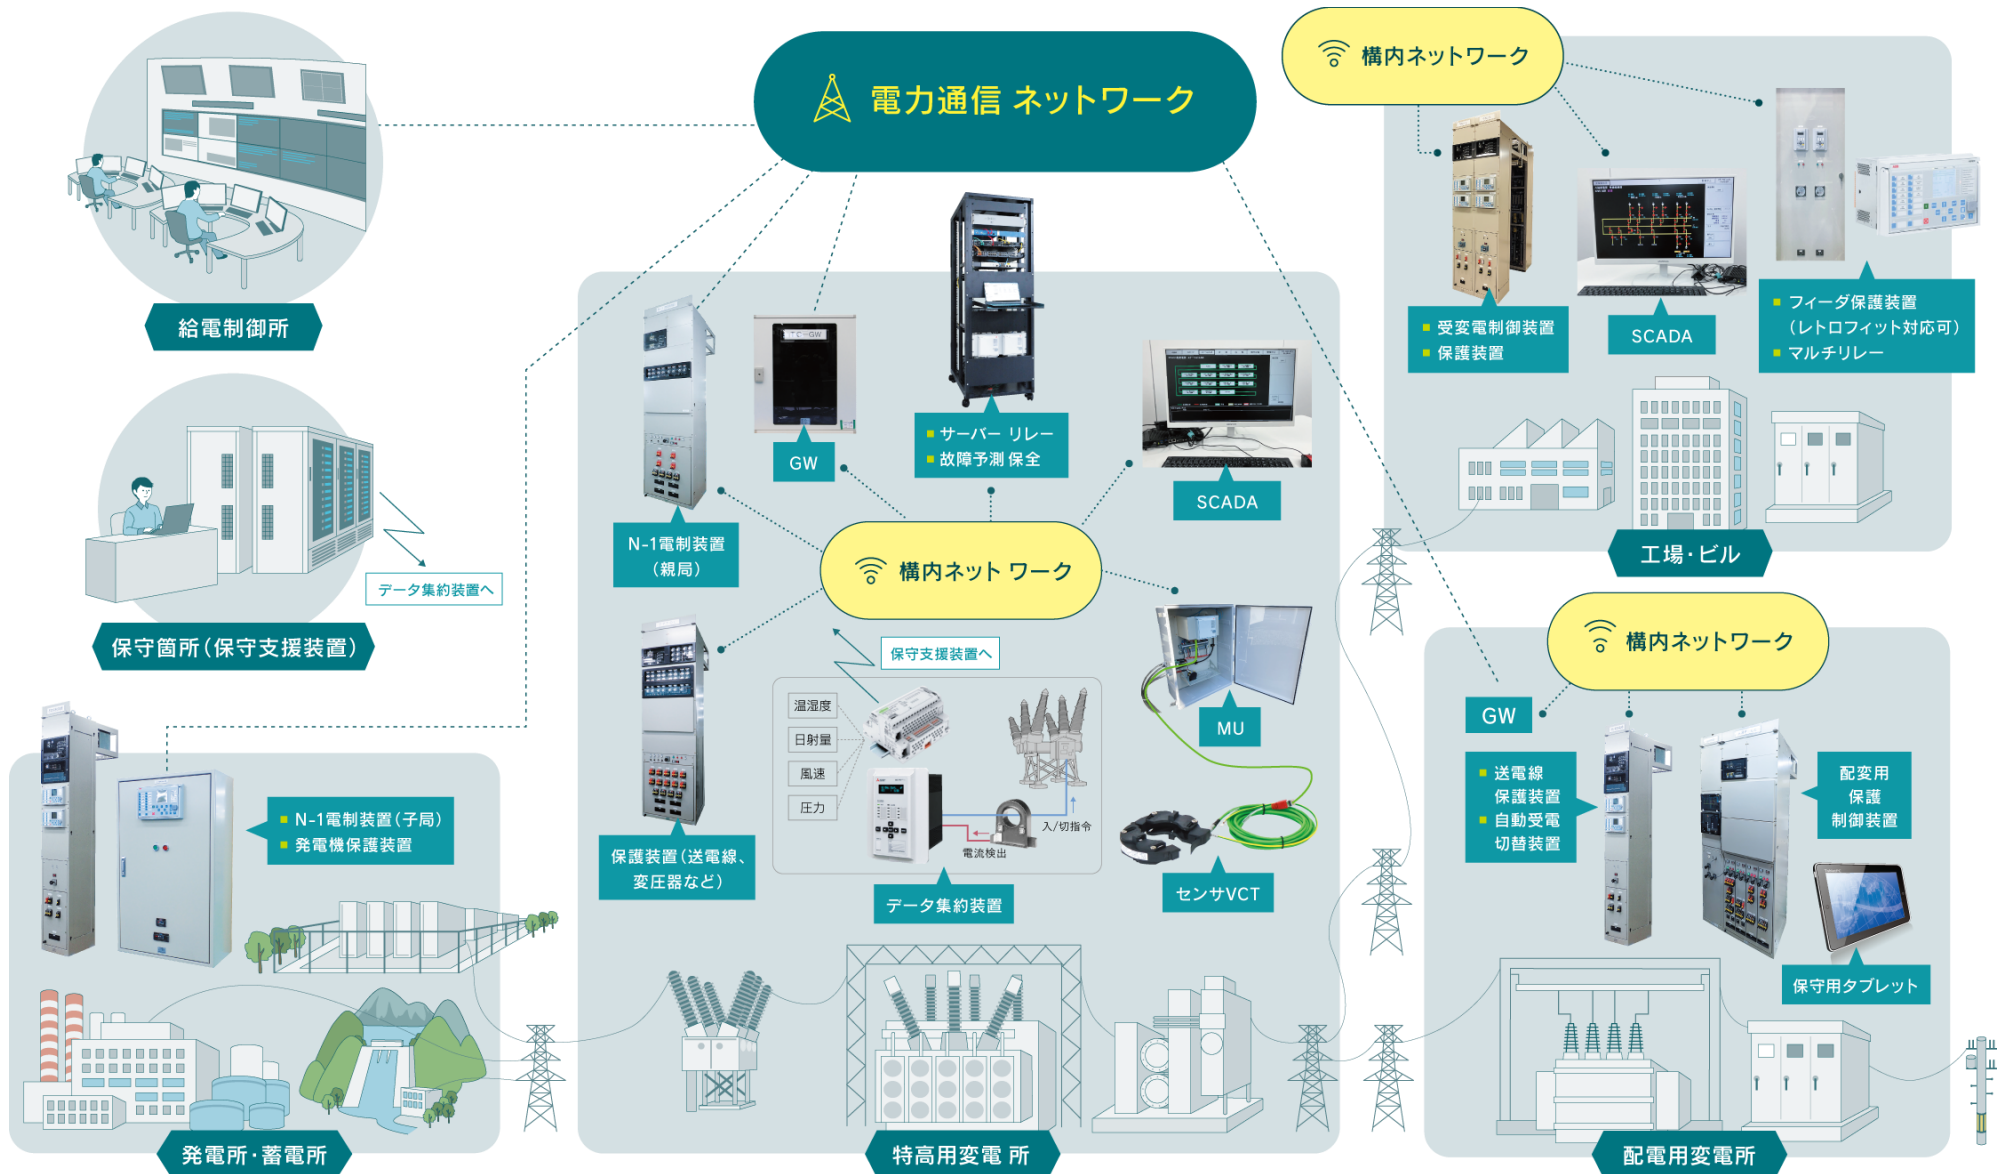 電力通信 ネットワーク
構内ネットワーク
給電制御所
受変電制御装置
保護装置
SCADA
フィーダ保護装置
(レトロフィット対応可)
マルチリレー
工場・ビル
データ集約装置へ
保守箇所(保守支援装置)
GW
サーバー リレー
故障予測 保全
SCADA
N-1電制装置
(親局)
構内ネット ワーク
保守支援装置へ
温湿度
日射量
風速
圧力
入/切指令
電流検出
データ集約装置
保護装置(送電線、
変圧器など)
MU
センサVCT
特高用変電 所
N-1電制装置(子局)
発電機保護装置
発電所・蓄電所
構内ネットワーク
GW
送電線
保護装置
自動受電
切替装置
配変用
保護
制御装置
保守用タブレット
配電用変電所